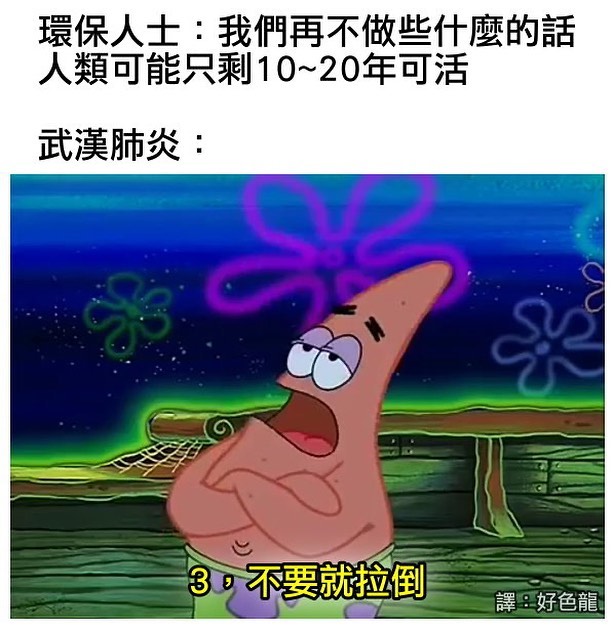 環保人士：我們再不做些什麼的話
人類可能只剩10~20年可活
武漢肺炎：
3，不要就拉倒
譯：好色龍